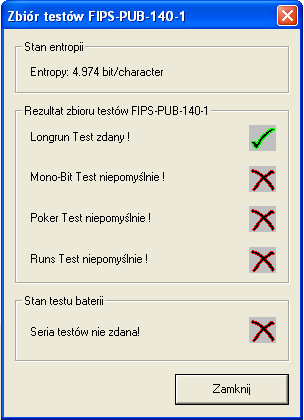 Zbiór testów FIPS-PUB-140-1
Stan entropii
Entropy: 4.974 bit/character
Rezultat zbioru testów FIPS-PUB-140-1
Longrun Test zdany !
Mono-Bit Test niepomyślnie !
Poker Test niepomyślnie !
Runs Test niepomyślnie !
Stan testu baterii
Seria testów nie zdana!
Zamknij